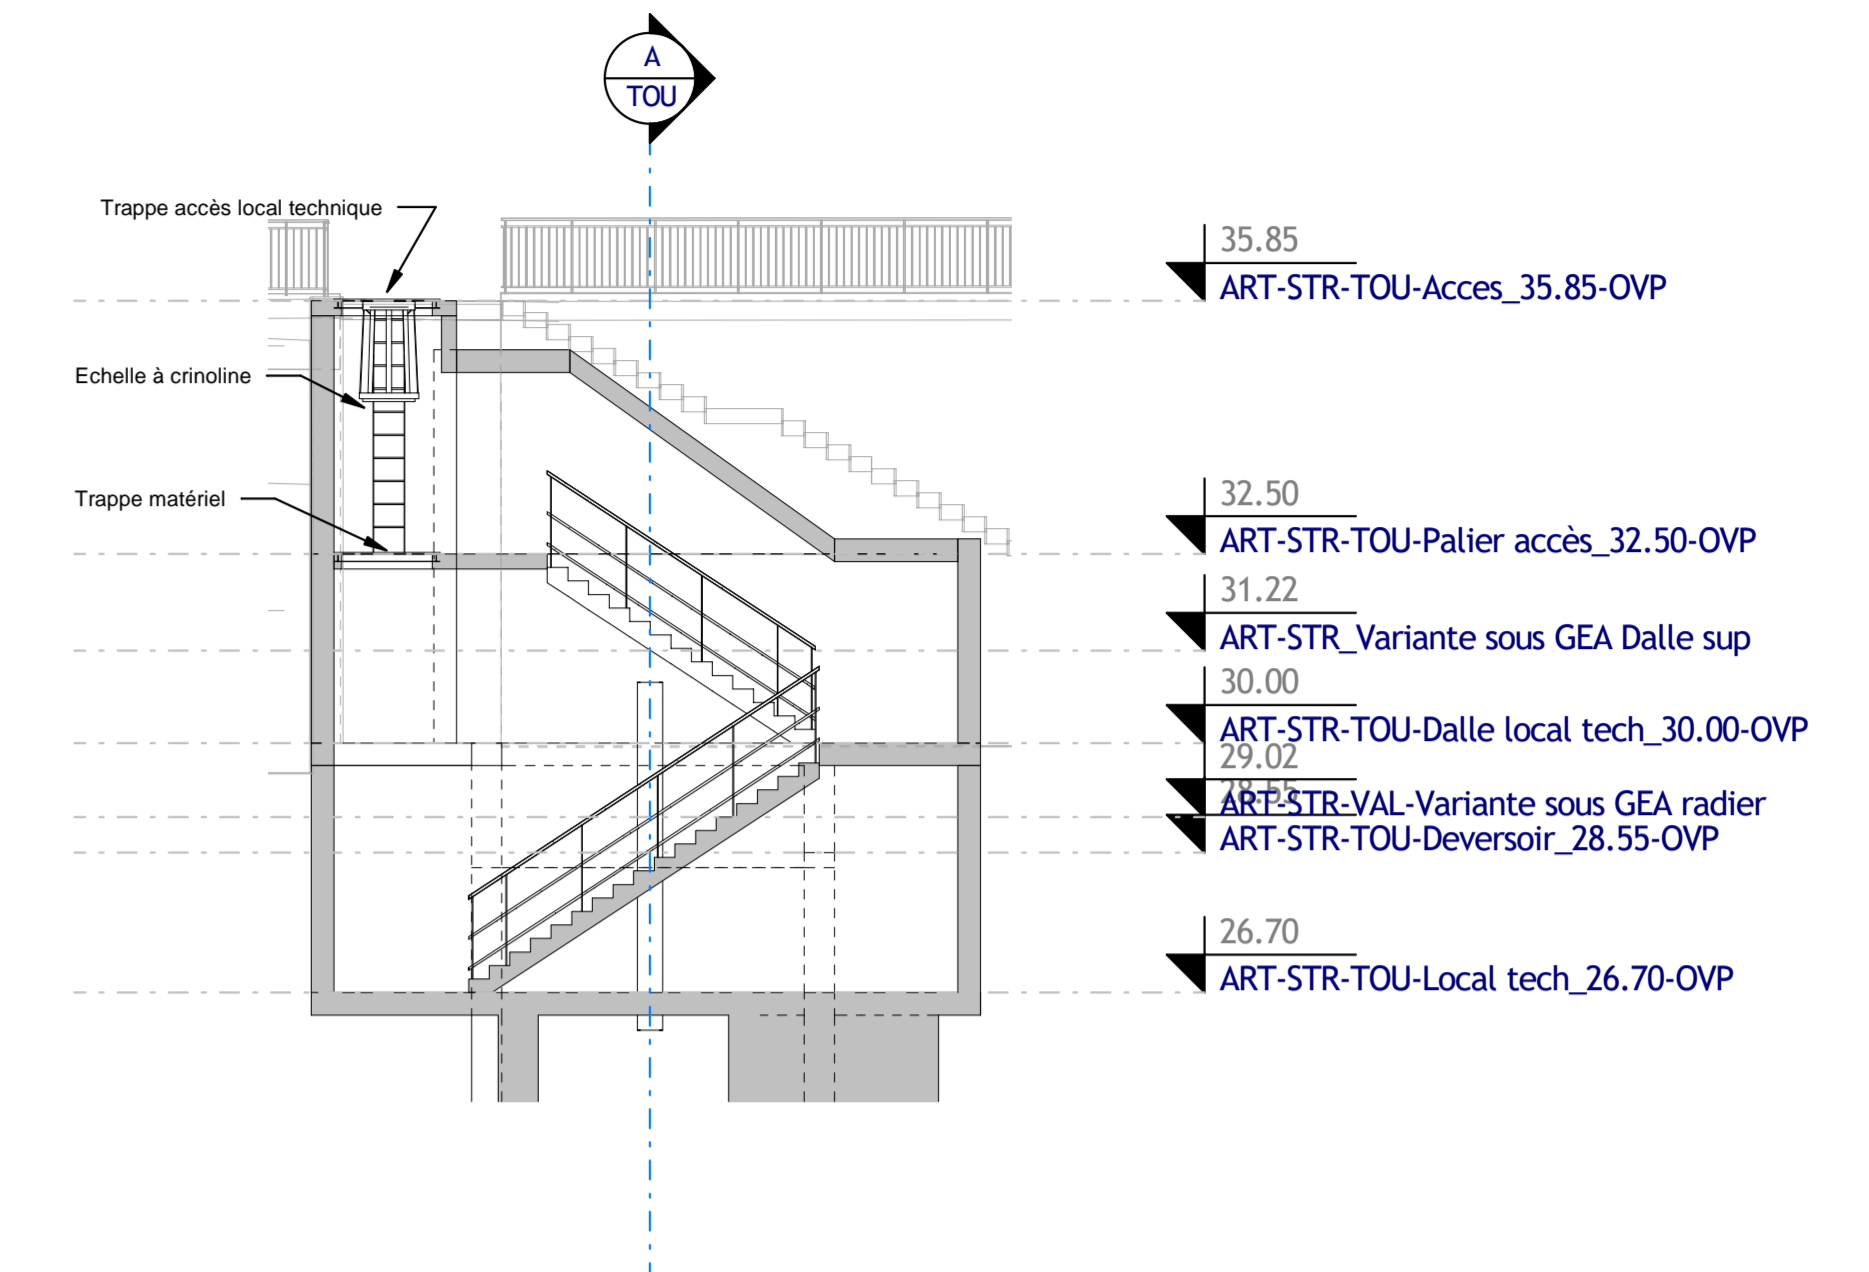 A
TOU
Trappe accès local technique
Echelle à crinoline
Trappe matériel
35.85
ART-STR-TOU-Acces_35.85-OVP
32.50
ART-STR-TOU-Palier accès_32.50-OVP
31.22
ART-STR_Variante sous GEA Dalle sup
30.00
ART-STR-TOU-Dalle local tech_30.00-OVP
29.02
ART-STR-VAL-Variante sous GEA radier
28.55
ART-STR-TOU-Deversoir_28.55-OVP
26.70
ART-STR-TOU-Local tech_26.70-OVP